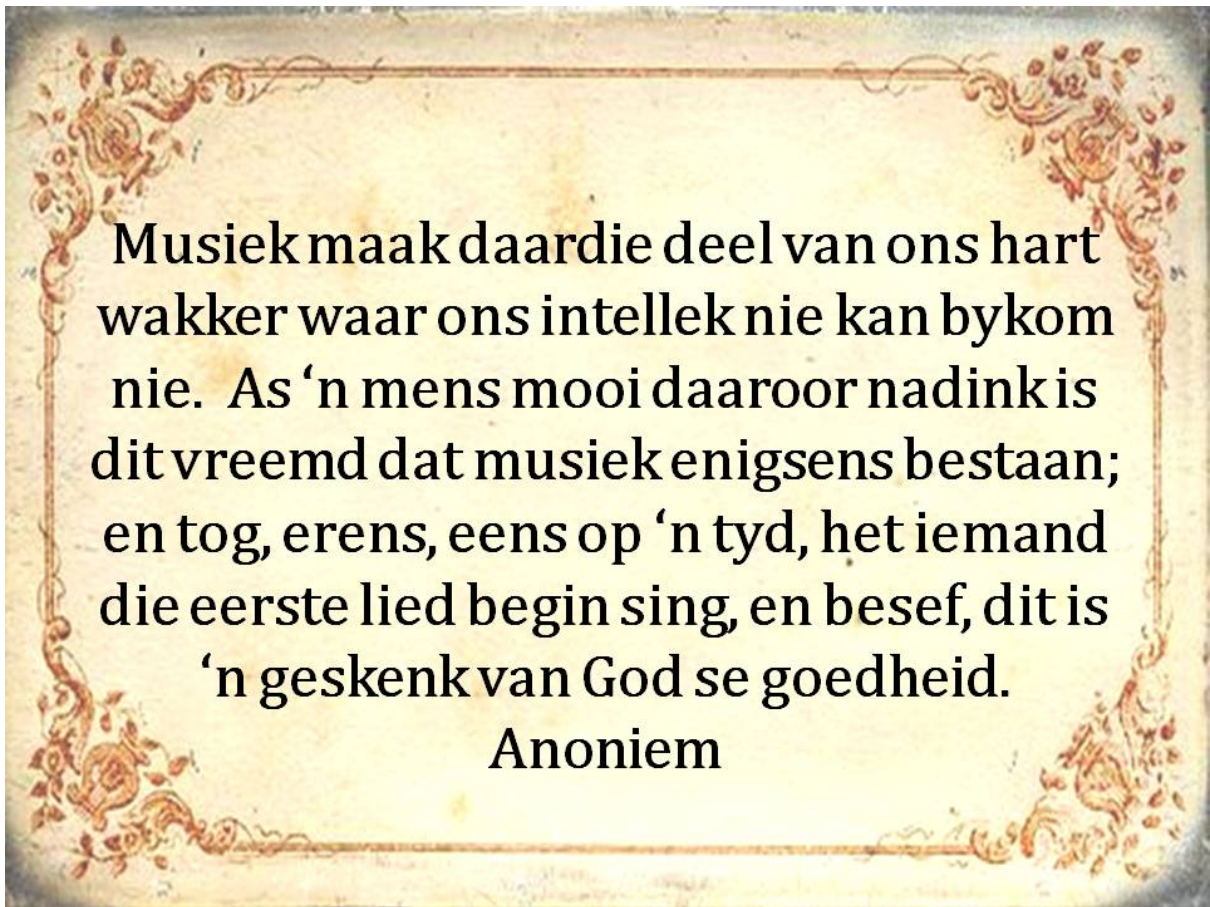 Musiek maak daardie deel van ons hart
wakker waar ons intellek nie kan bykom
nie.  As ‘n mens mooi daaroor nadink is
dit vreemd dat musiek enigsens bestaan;
en tog, erens, eens op ‘n tyd, het iemand
die eerste lied begin sing, en besef, dit is
‘n geskenk van God se goedheid.
Anoniem